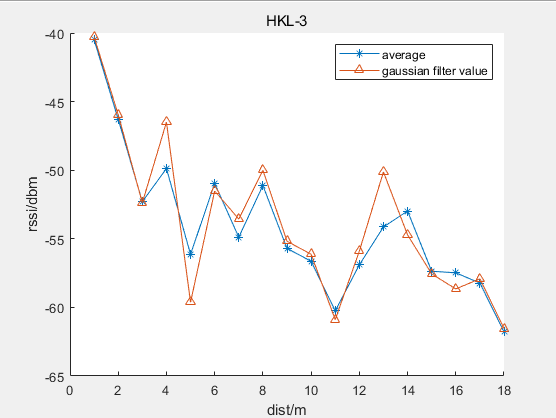 HKL-3
average
gaussian filter value
rssi/dbm
-40
-45
-50
-55
-60
-65
0 2 4 6 8 10 12 14 16 18
dist/m